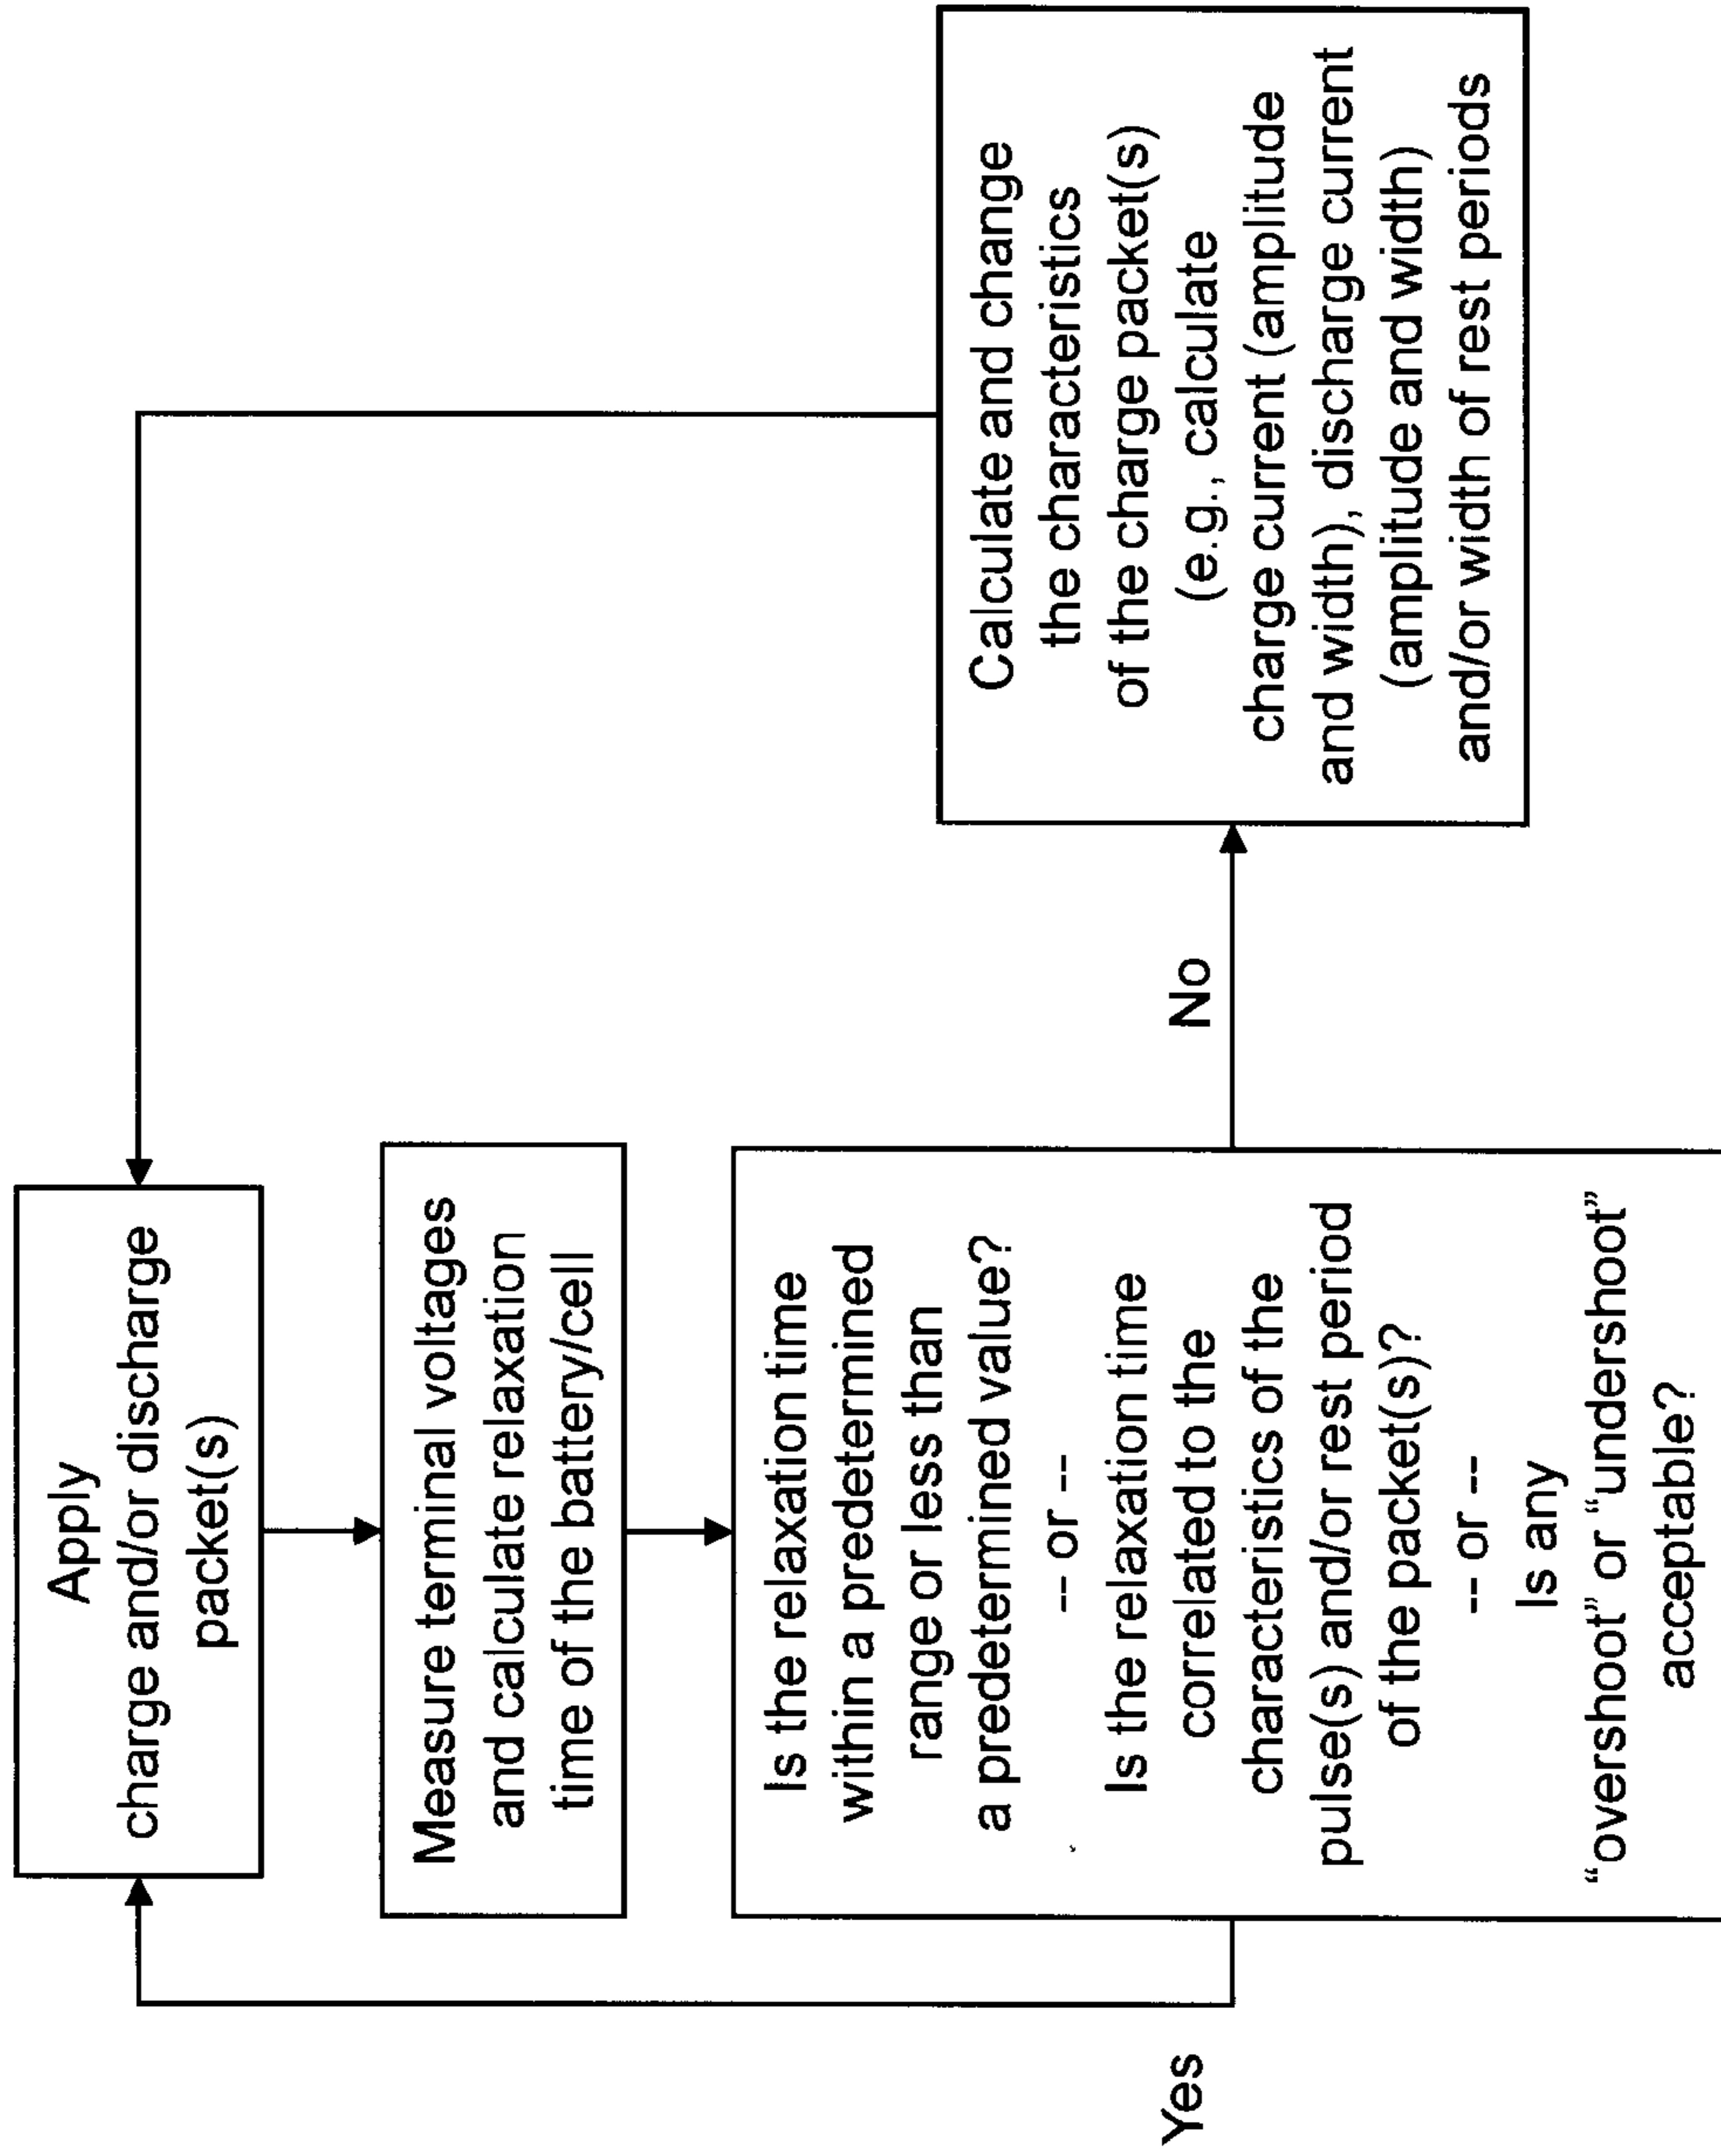 Apply
charge and/or discharge
packet(s)
Measure terminal voltages
and calculate relaxation
time of the battery/cell
Is the relaxation time
within a predetermined
range or less than
a predetermined value?
-- or --
Is the relaxation time
correlated to the
characteristics of the
pulse(s) and/or rest period
of the packet(s)?
-- or --
Is any
“overshoot” or “undershoot”
acceptable?
Yes
No
Calculate and change
the characteristics
of the charge packet(s)
(e.g., calculate
charge current (amplitude
and width), discharge current
(amplitude and width)
and/or width of rest periods